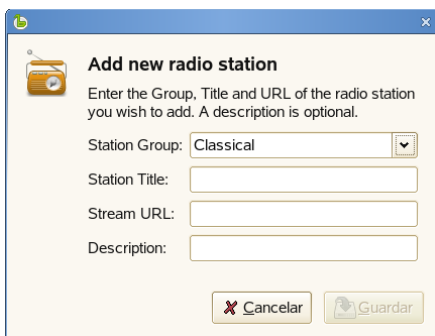 Add new radio station
Enter the Group, Title and URL of the radio station
you wish to add. A description is optional.
Station Group: Classical
Station Title:
Stream URL:
Description:
Cancelar Guardar